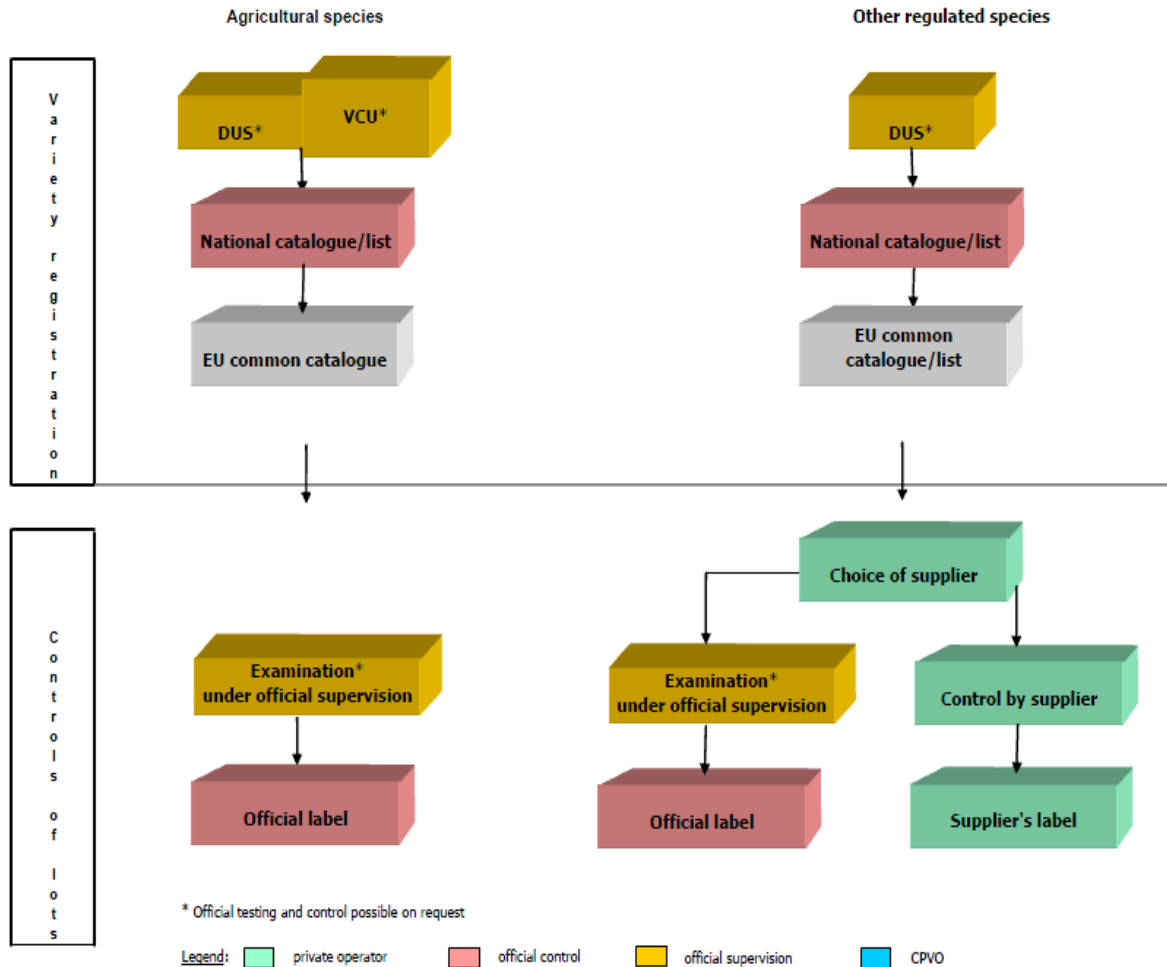 Agricultural species
Other regulated species
Variety registration
DUS*
VCU*
DUS*
National catalogue/list
National catalogue/list
EU common catalogue
EU common
catalogue/list
Controls of lots
Choice of supplier
Examination*
under official supervision
Examination*
under official supervision
Control by supplier
Official label
Official label
Supplier's label
* Official testing and control possible on request
Legend: private operator official control official supervision CPVO